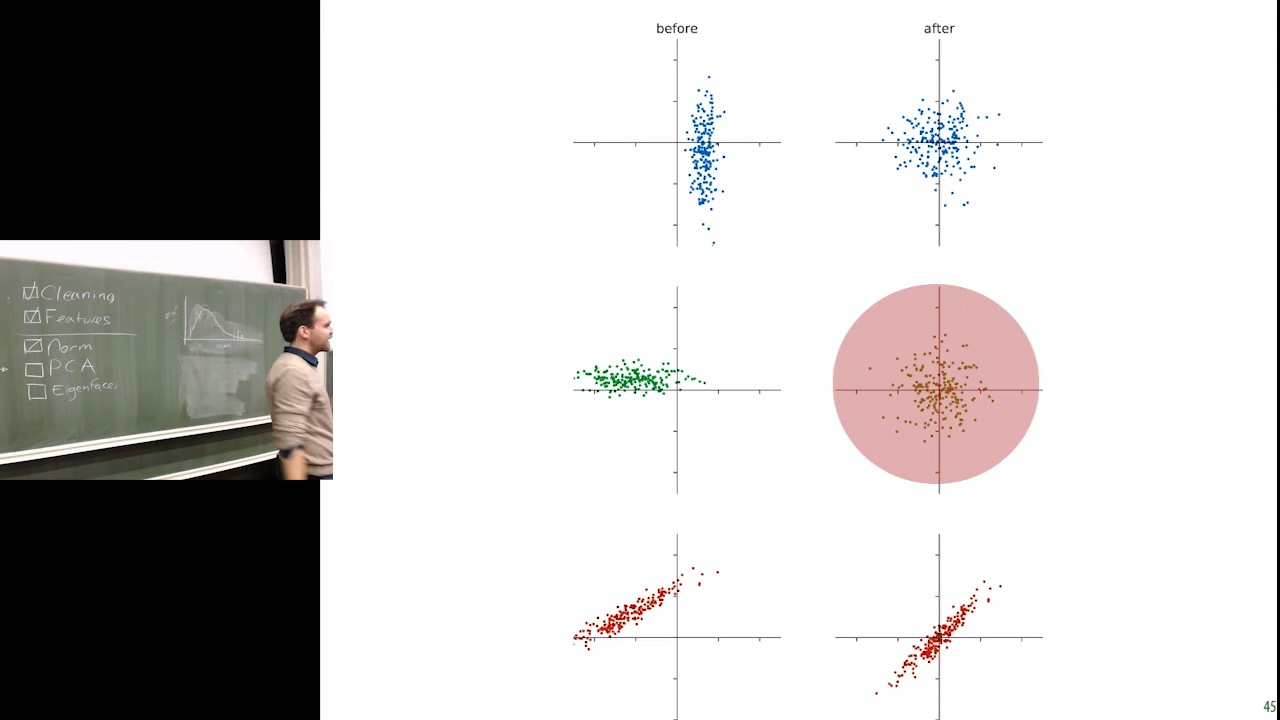 before
after
Cleaning
Features
Norm
PCA
Eigenfaces
45